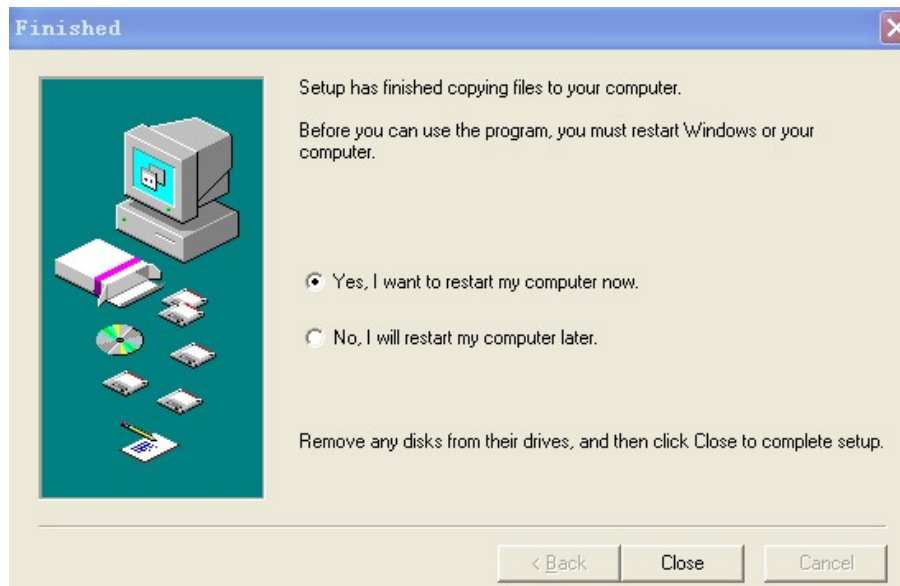 Finished
Setup has finished copying files to your computer.
Before you can use the program, you must restart Windows or your
computer.
Yes, I want to restart my computer now.
No, I will restart my computer later.
Remove any disks from their drives, and then click Close to complete setup.
< Back Close Cancel